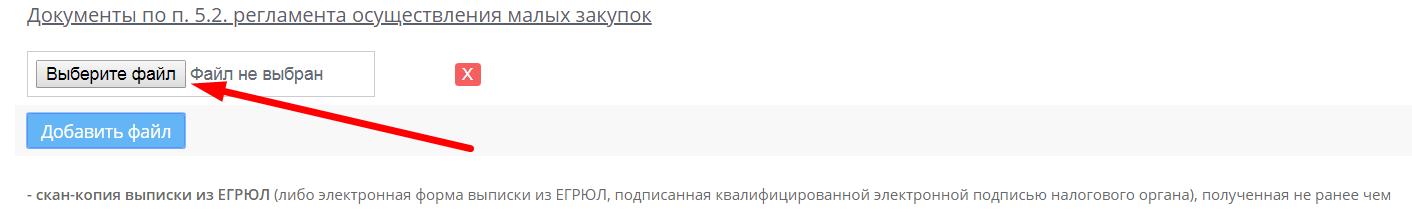 Документы по п. 5.2. регламента осуществления малых закупок
Выберите файл Файл не выбран X
Добавить файл
- скан-копия выписки из ЕГРЮЛ (либо электронная форма выписки из ЕГРЮЛ, подписанная квалифицированной электронной подписью налогового органа), полученная не ранее чем